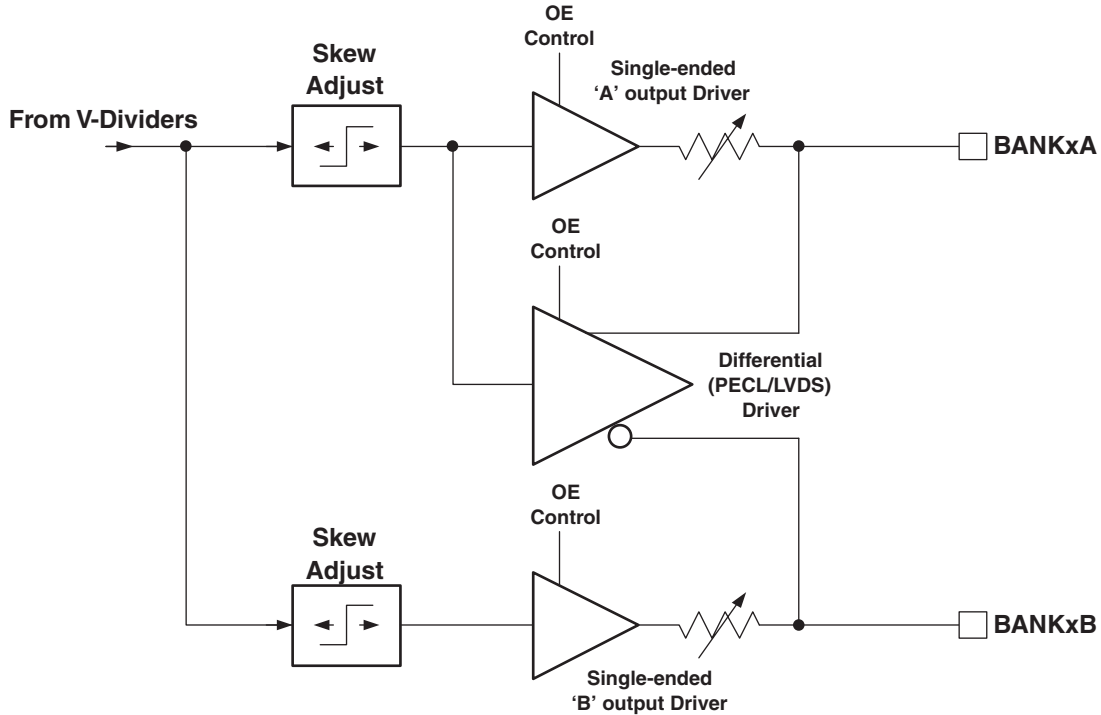 OE
Control
Skew
Adjust
Single-ended
‘A’ output Driver
From V-Dividers
BANKxA
OE
Control
Differential
(PECL/LVDS)
Driver
OE
Control
Skew
Adjust
BANKxB
Single-ended
‘B’ output Driver